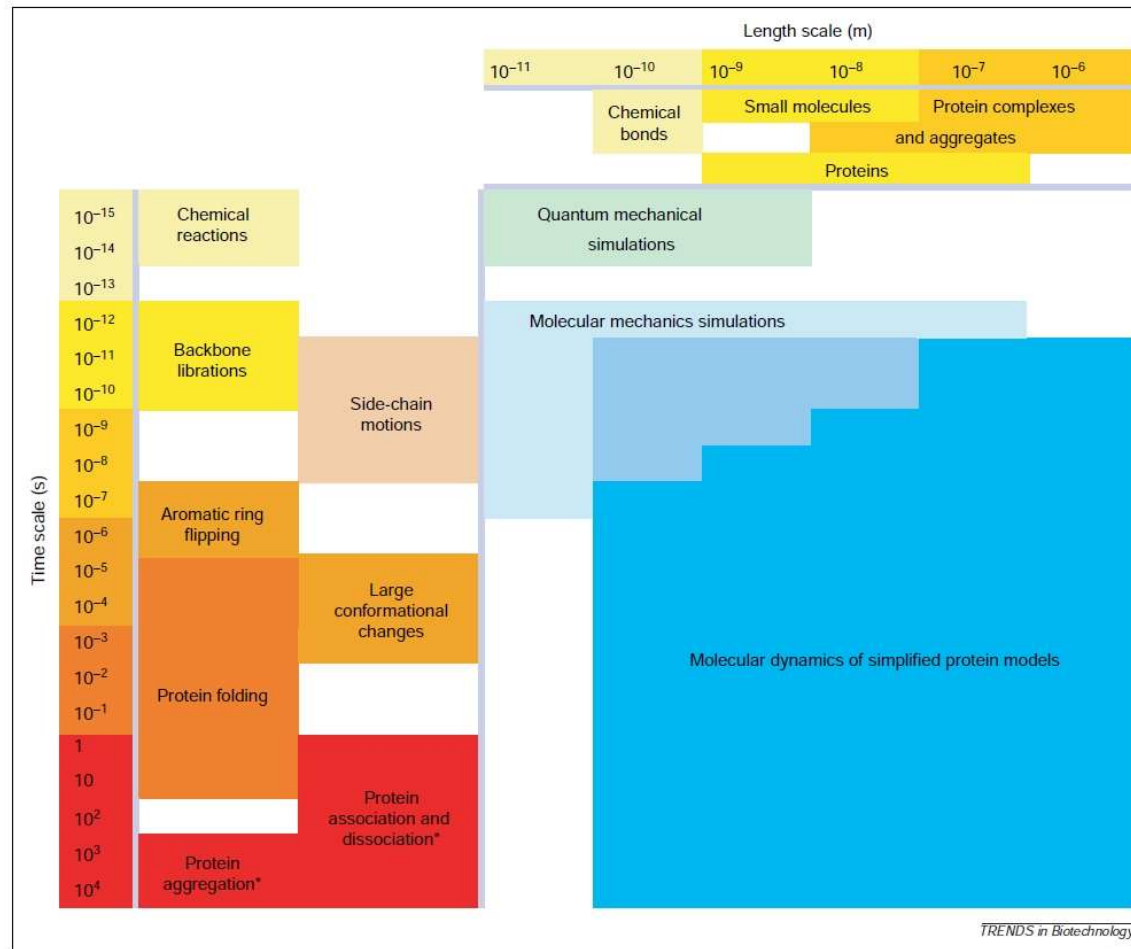 Length scale (m)
10⁻¹¹ 10⁻¹⁰ 10⁻⁹ 10⁻⁸ 10⁻⁷ 10⁻⁶
Chemical
bonds
Small molecules
Protein complexes
and aggregates
Proteins
Time scale (s)
10⁻¹⁵
10⁻¹⁴
10⁻¹³
10⁻¹²
10⁻¹¹
10⁻¹⁰
10⁻⁹
10⁻⁸
10⁻⁷
10⁻⁶
10⁻⁵
10⁻⁴
10⁻³
10⁻²
10⁻¹
1
10
10²
10³
10⁴
Chemical
reactions
Backbone
librations
Side-chain
motions
Aromatic ring
flipping
Large
conformational
changes
Protein folding
Protein
association and
dissociation*
Protein
aggregation*
Quantum mechanical
simulations
Molecular mechanics simulations
Molecular dynamics of simplified protein models
TRENDS in Biotechnology